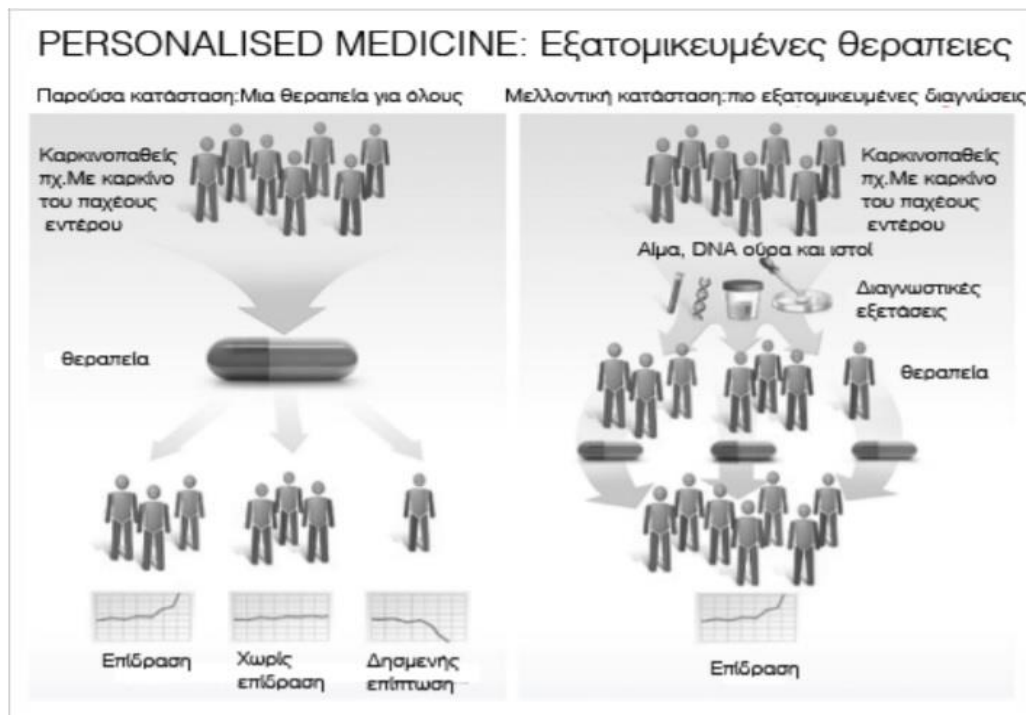 PERSONALISED MEDICINE: Εξατομικευμένες θεραπειες
Παρούσα κατάσταση:Μια θεραπεία για όλους
Καρκινοπαθείς
πχ.Με καρκίνο
του παχέους
εντέρου
θεραπεία
Επίδραση
Χωρίς
επίδραση
Δησμενής
επίπτωση
Μελλοντική κατάσταση:πιο εξατομικευμένες διαγνώσεις
Καρκινοπαθείς
πχ.Με καρκίνο
του παχέους
εντέρου
Αίμα, DNA ούρα και ιστοί
Διαγνωστικές
εξετάσεις
θεραπεία
Επίδραση